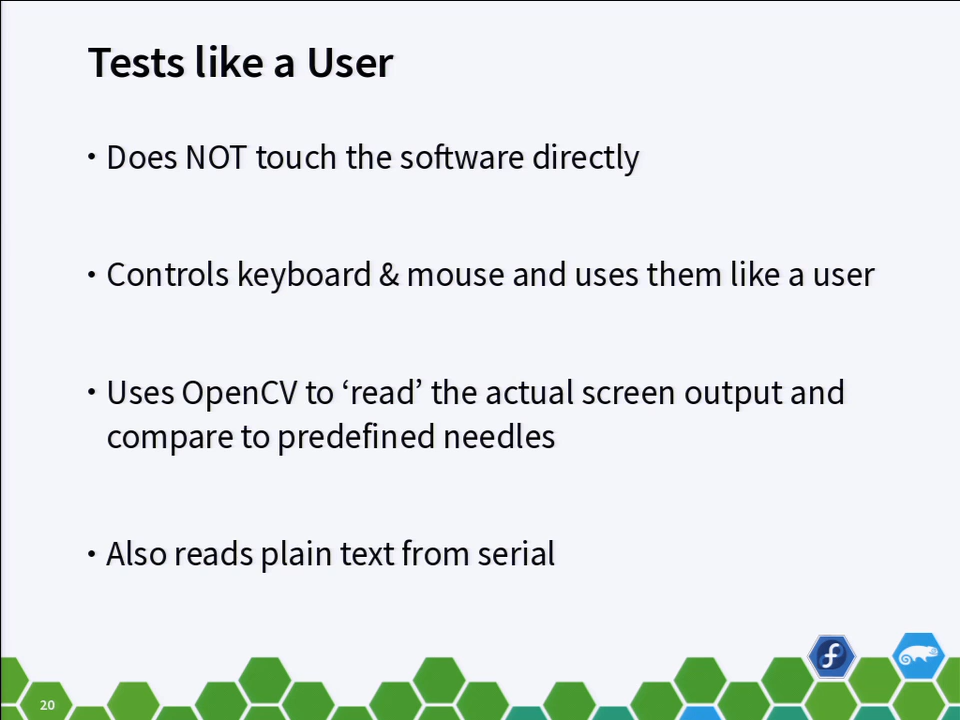 Tests like a User
• Does NOT touch the software directly
• Controls keyboard & mouse and uses them like a user
• Uses OpenCV to ‘read’ the actual screen output and
compare to predefined needles
• Also reads plain text from serial
20